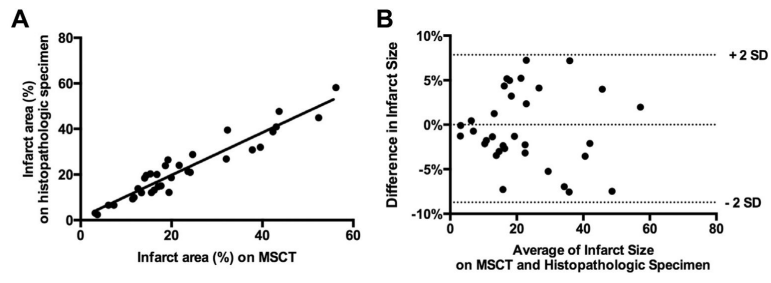 A
Infarct area (%)
on histopathologic specimen
80
60
40
20
0
0 20 40 60
Infarct area (%) on MSCT
B
Difference in Infarct Size
10%
5%
0%
-5%
-10%
+ 2 SD
- 2 SD
0 20 40 60 80
Average of Infarct Size
on MSCT and Histopathologic Specimen